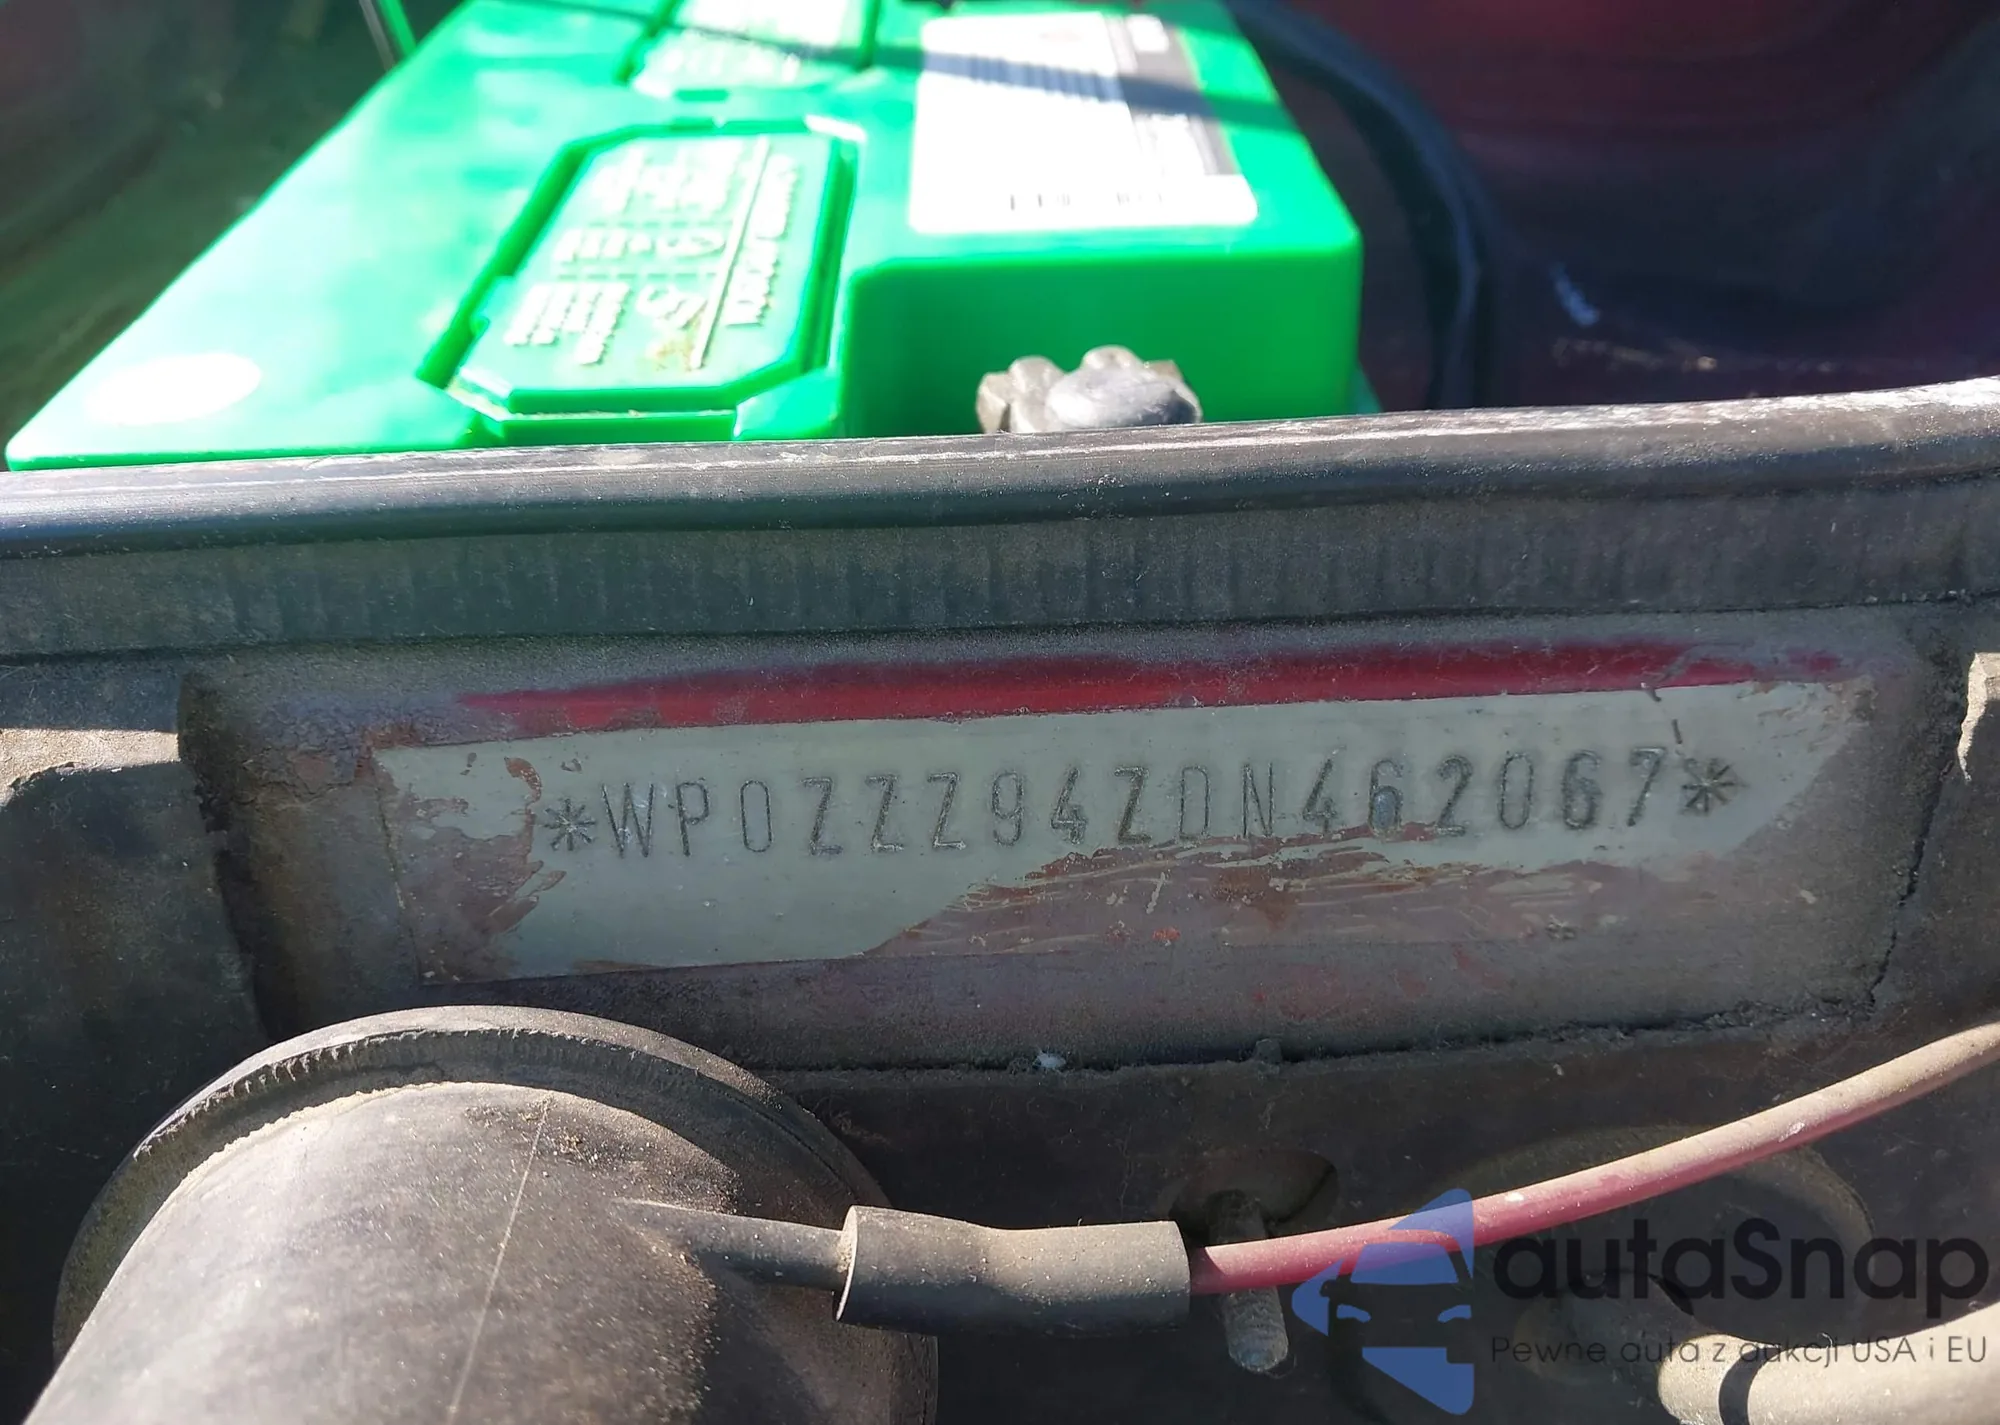 *WP0ZZZ94ZDN462067*
autaSnap
Pewne auta z aukcji USA i EU